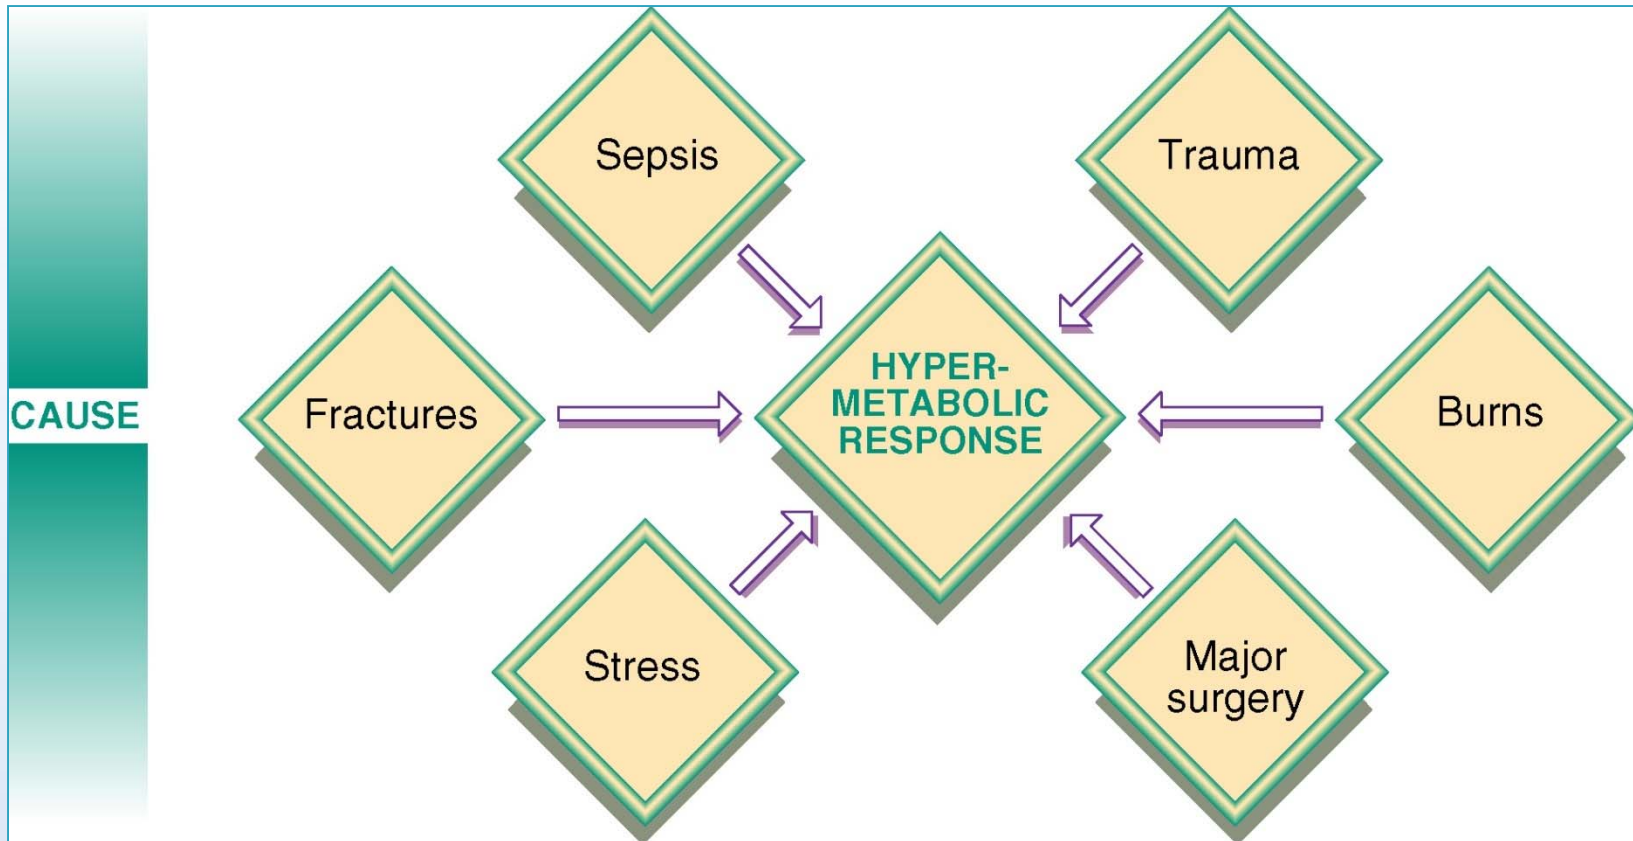 Sepsis
Trauma
CAUSE
Fractures
HYPER-
METABOLIC
RESPONSE
Burns
Stress
Major
surgery